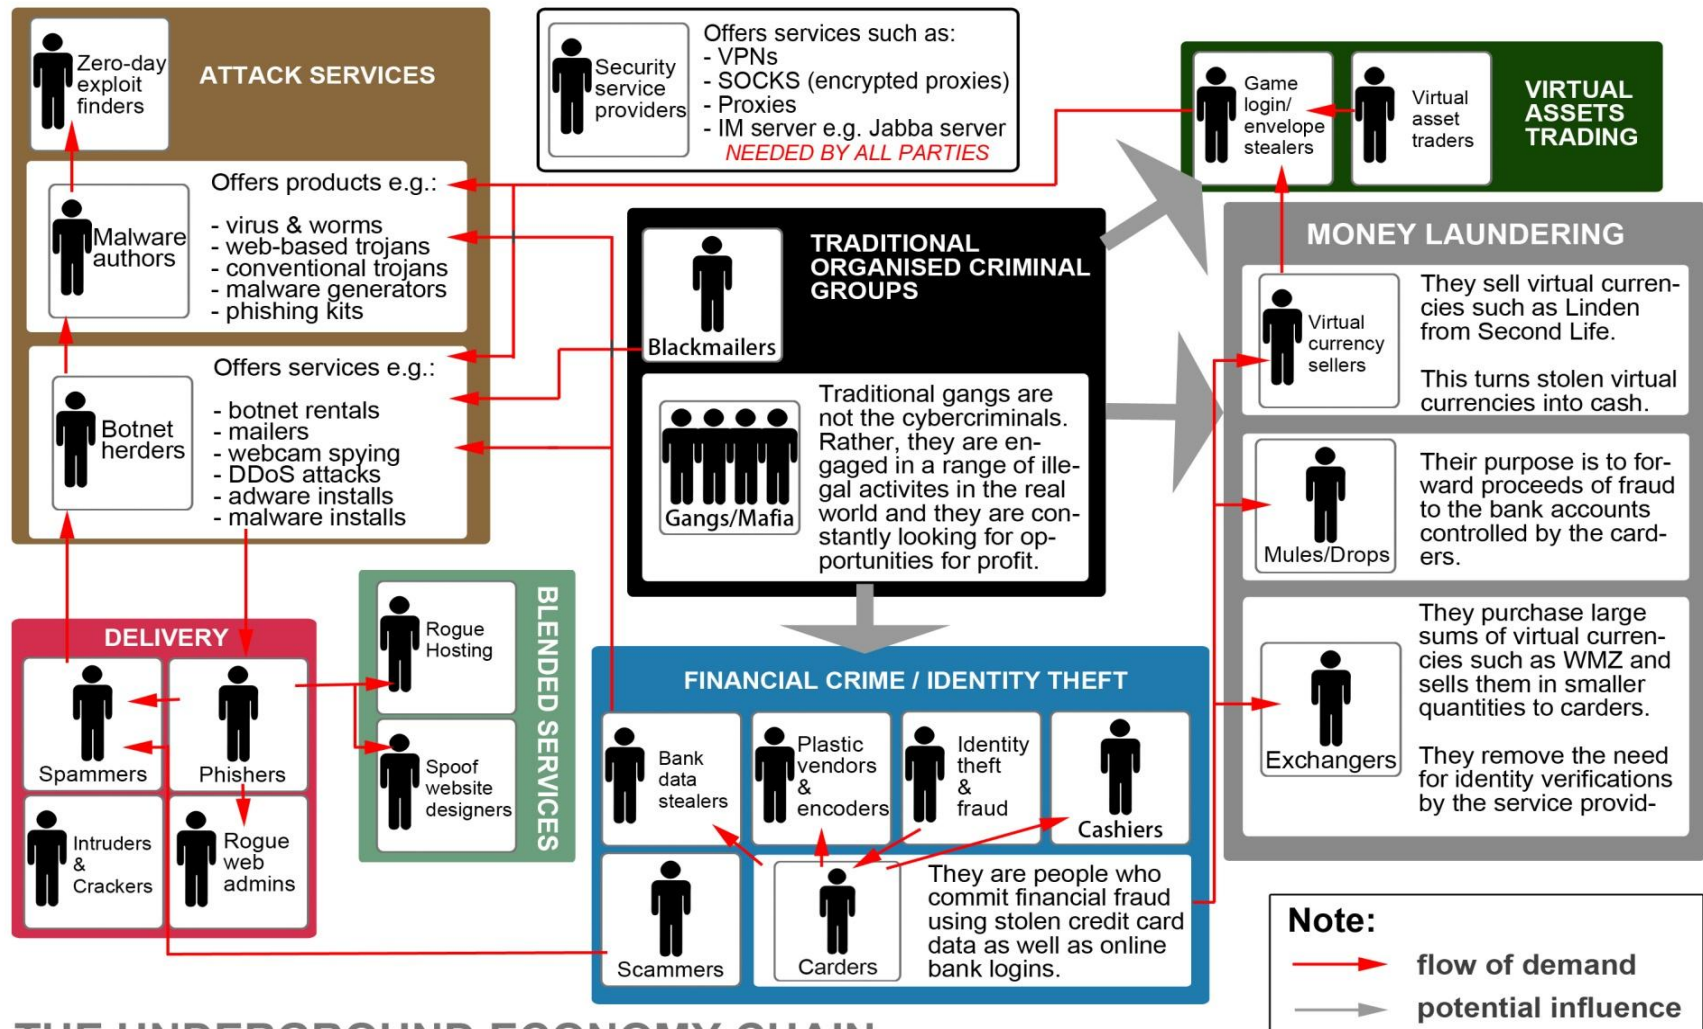 Zero-day
exploit
finders
ATTACK SERVICES
Malware
authors
Offers products e.g.:
- virus & worms
- web-based trojans
- conventional trojans
- malware generators
- phishing kits
Botnet
herders
Offers services e.g.:
- botnet rentals
- mailers
- webcam spying
- DDoS attacks
- adware installs
- malware installs
Security
service
providers
Offers services such as:
- VPNs
- SOCKS (encrypted proxies)
- Proxies
- IM server e.g. Jabba server
NEEDED BY ALL PARTIES
Game
login/
envelope
stealers
Virtual
asset
traders
VIRTUAL
ASSETS
TRADING
Blackmailers
TRADITIONAL
ORGANISED CRIMINAL
GROUPS
Gangs/Mafia
Traditional gangs are
not the cybercriminals.
Rather, they are en-
gaged in a range of ille-
gal activites in the real
world and they are con-
stantly looking for op-
portunities for profit.
MONEY LAUNDERING
Virtual
currency
sellers
They sell virtual curren-
cies such as Linden
from Second Life.
This turns stolen virtual
currencies into cash.
Mules/Drops
Their purpose is to for-
ward proceeds of fraud
to the bank accounts
controlled by the card-
ers.
Exchangers
They purchase large
sums of virtual curren-
cies such as WMZ and
sells them in smaller
quantities to carders.
They remove the need
for identity verifications
by the service provid-
DELIVERY
Spammers
Phishers
Intruders
&
Crackers
Rogue
web
admins
BLENDED SERVICES
Rogue
Hosting
Spoof
website
designers
FINANCIAL CRIME / IDENTITY THEFT
Bank
data
stealers
Plastic
vendors
&
encoders
Identity
theft
& fraud
Cashiers
Scammers
Carders
They are people who
commit financial fraud
using stolen credit card
data as well as online
bank logins.
Note:
flow of demand
potential influence
THE UNDERGROUND ECONOMY CHAIN